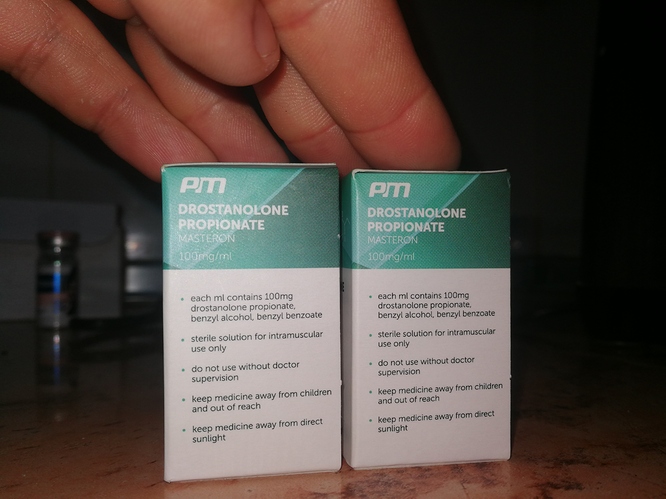 PM
DROSTANOLONE
PROPIONATE
MASTERON
100mg/ml
• each ml contains 100mg
drostanolone propionate,
benzyl alcohol, benzyl benzoate
• sterile solution for intramuscular
use only
• do not use without doctor
supervision
• keep medicine away from children
and out of reach
• keep medicine away from direct
sunlight
PM
DROSTANOLONE
PROPIONATE
MASTERON
100mg/ml
• each ml contains 100mg
drostanolone propionate,
benzyl alcohol, benzyl benzoate
• sterile solution for intramuscular
use only
• do not use without doctor
supervision
• keep medicine away from children
and out of reach
• keep medicine away from direct
sunlight